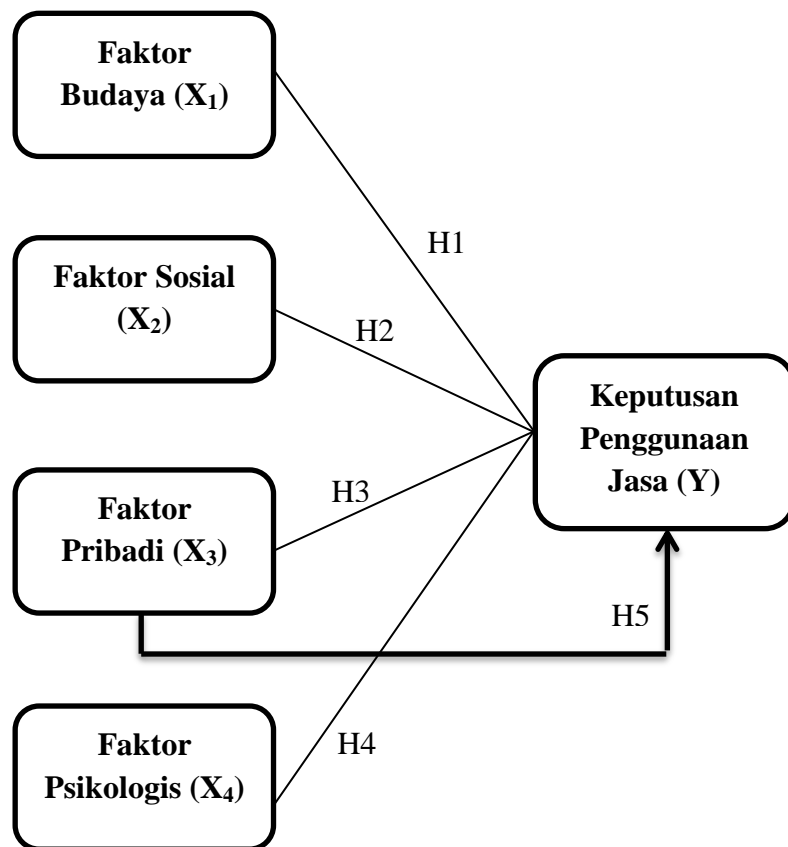 Faktor
Budaya (X₁)
H1
Faktor Sosial
(X₂)
H2
Keputusan
Penggunaan
Jasa (Y)
H3
Faktor
Pribadi (X₃)
H5
H4
Faktor
Psikologis (X₄)